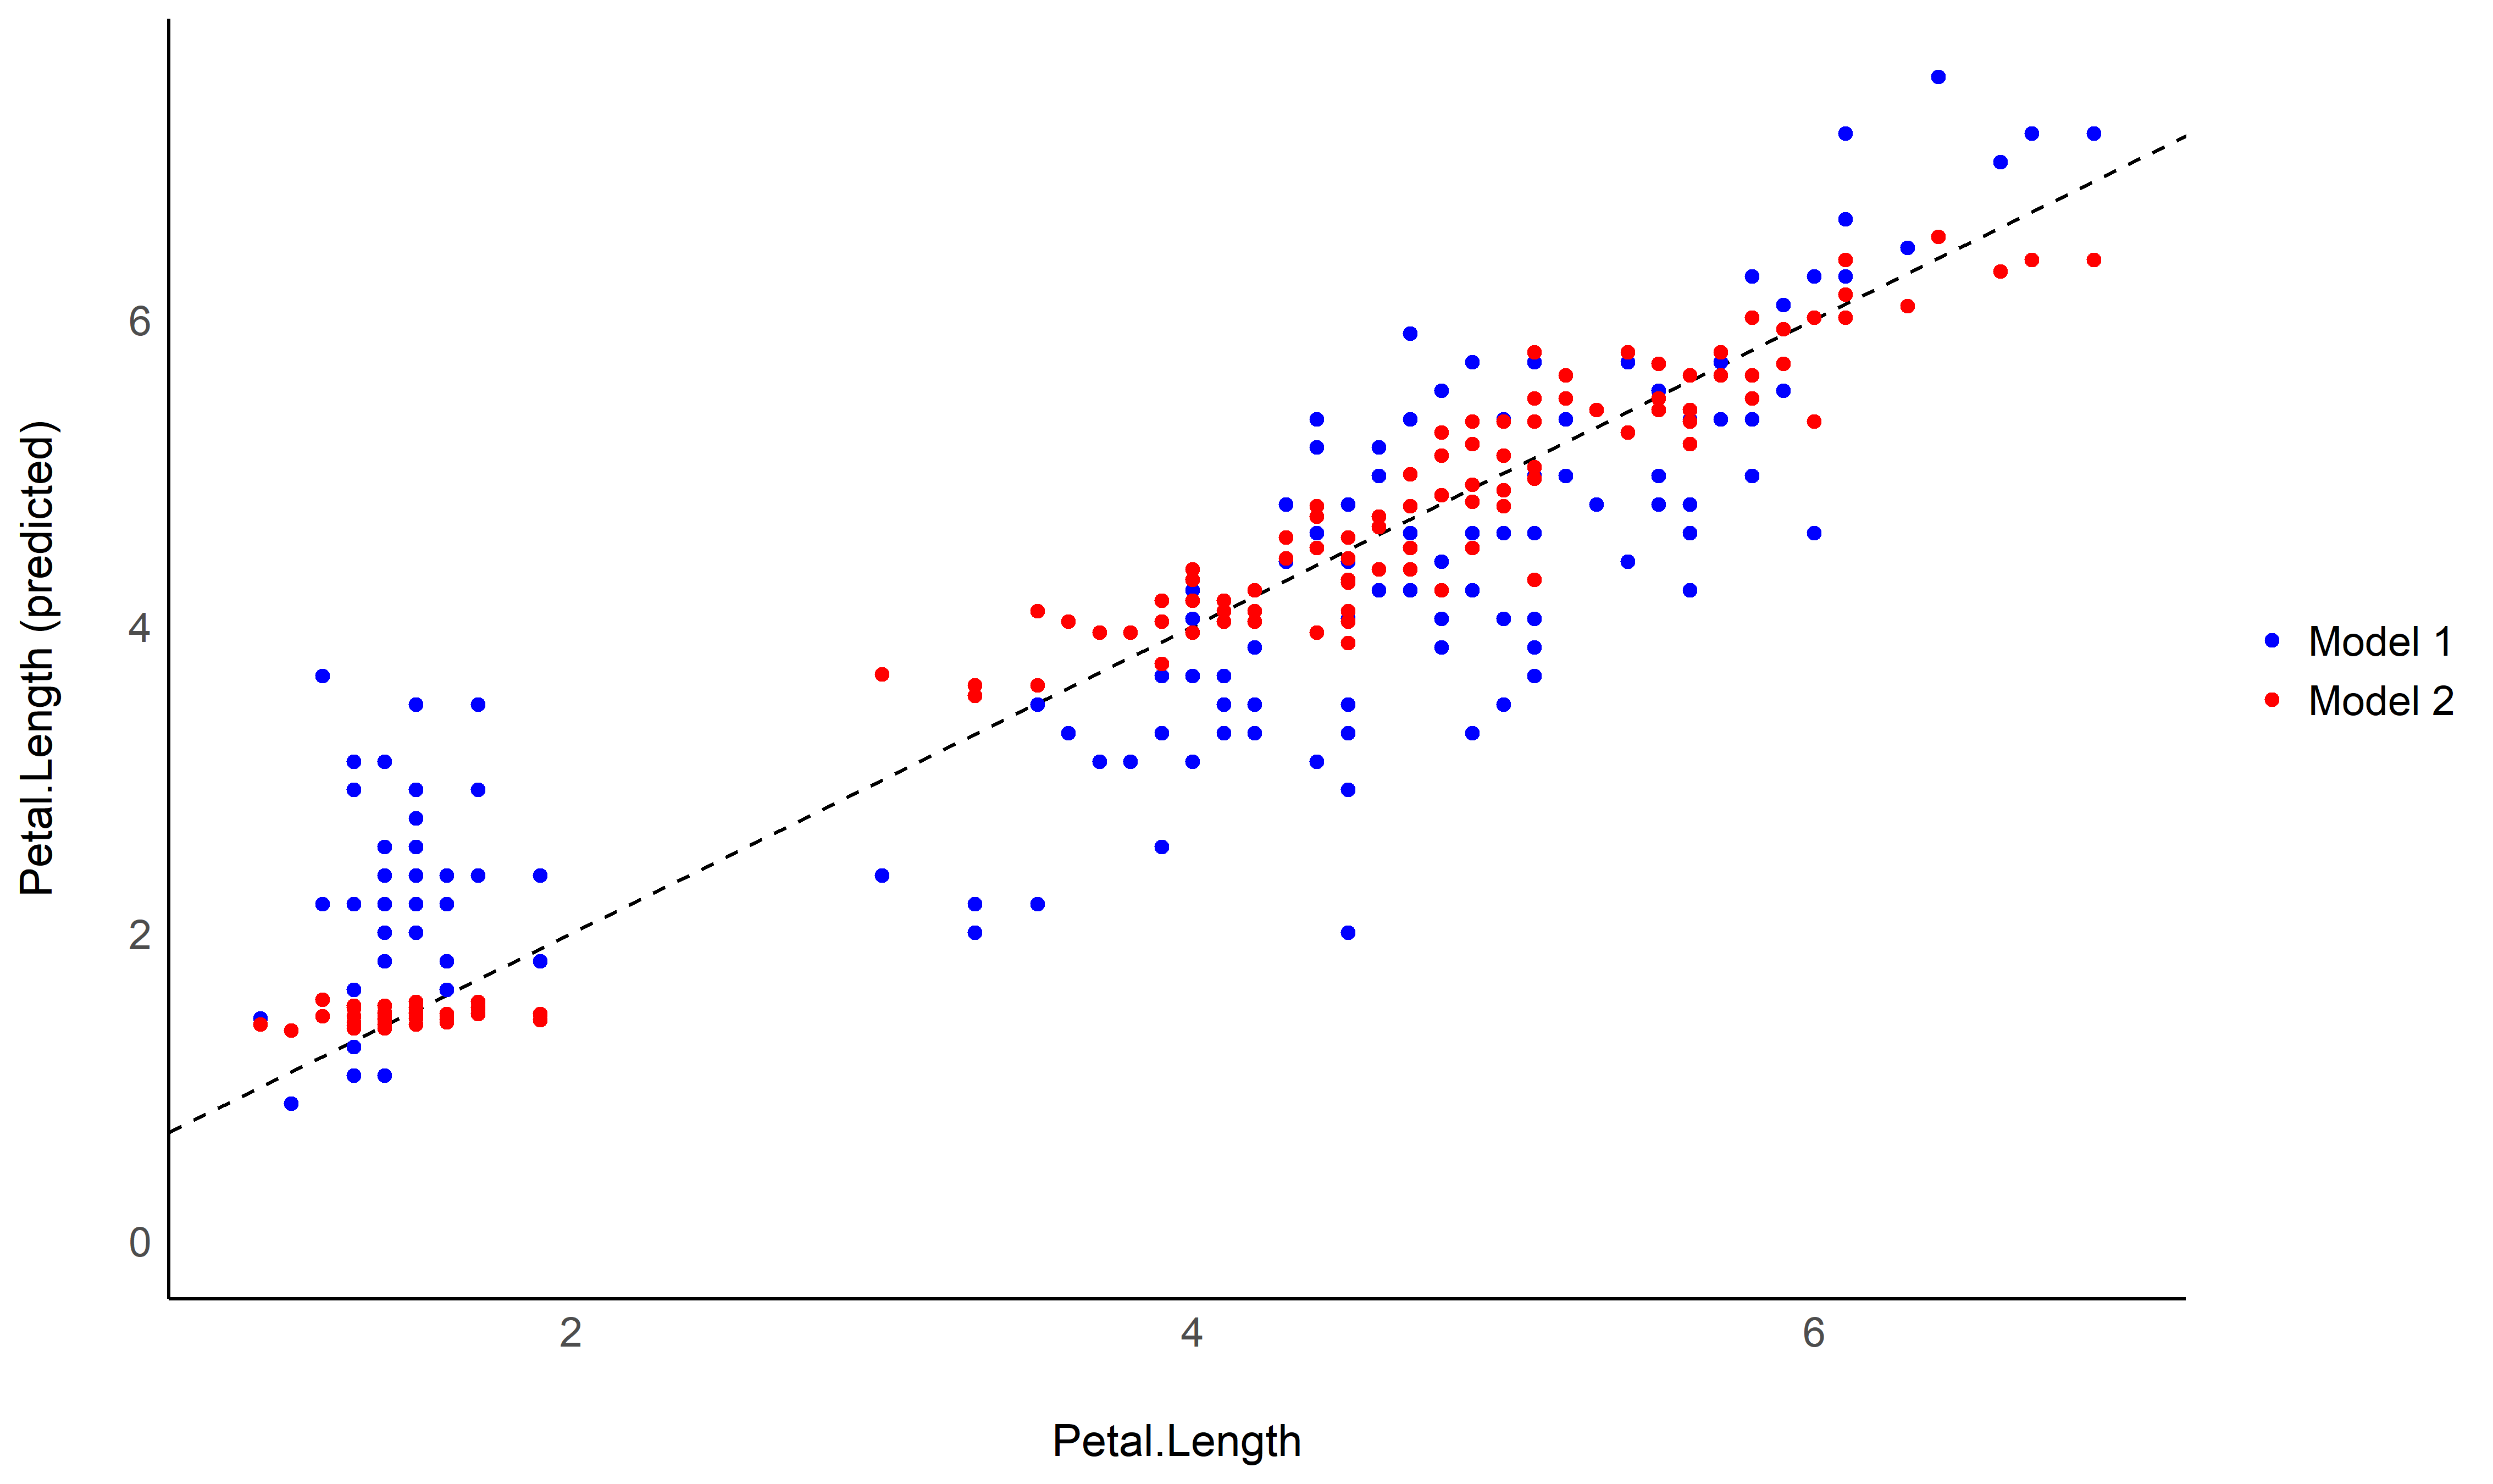 Petal.Length (predicted)
6
4
2
0
2 4 6
Petal.Length
Model 1
Model 2